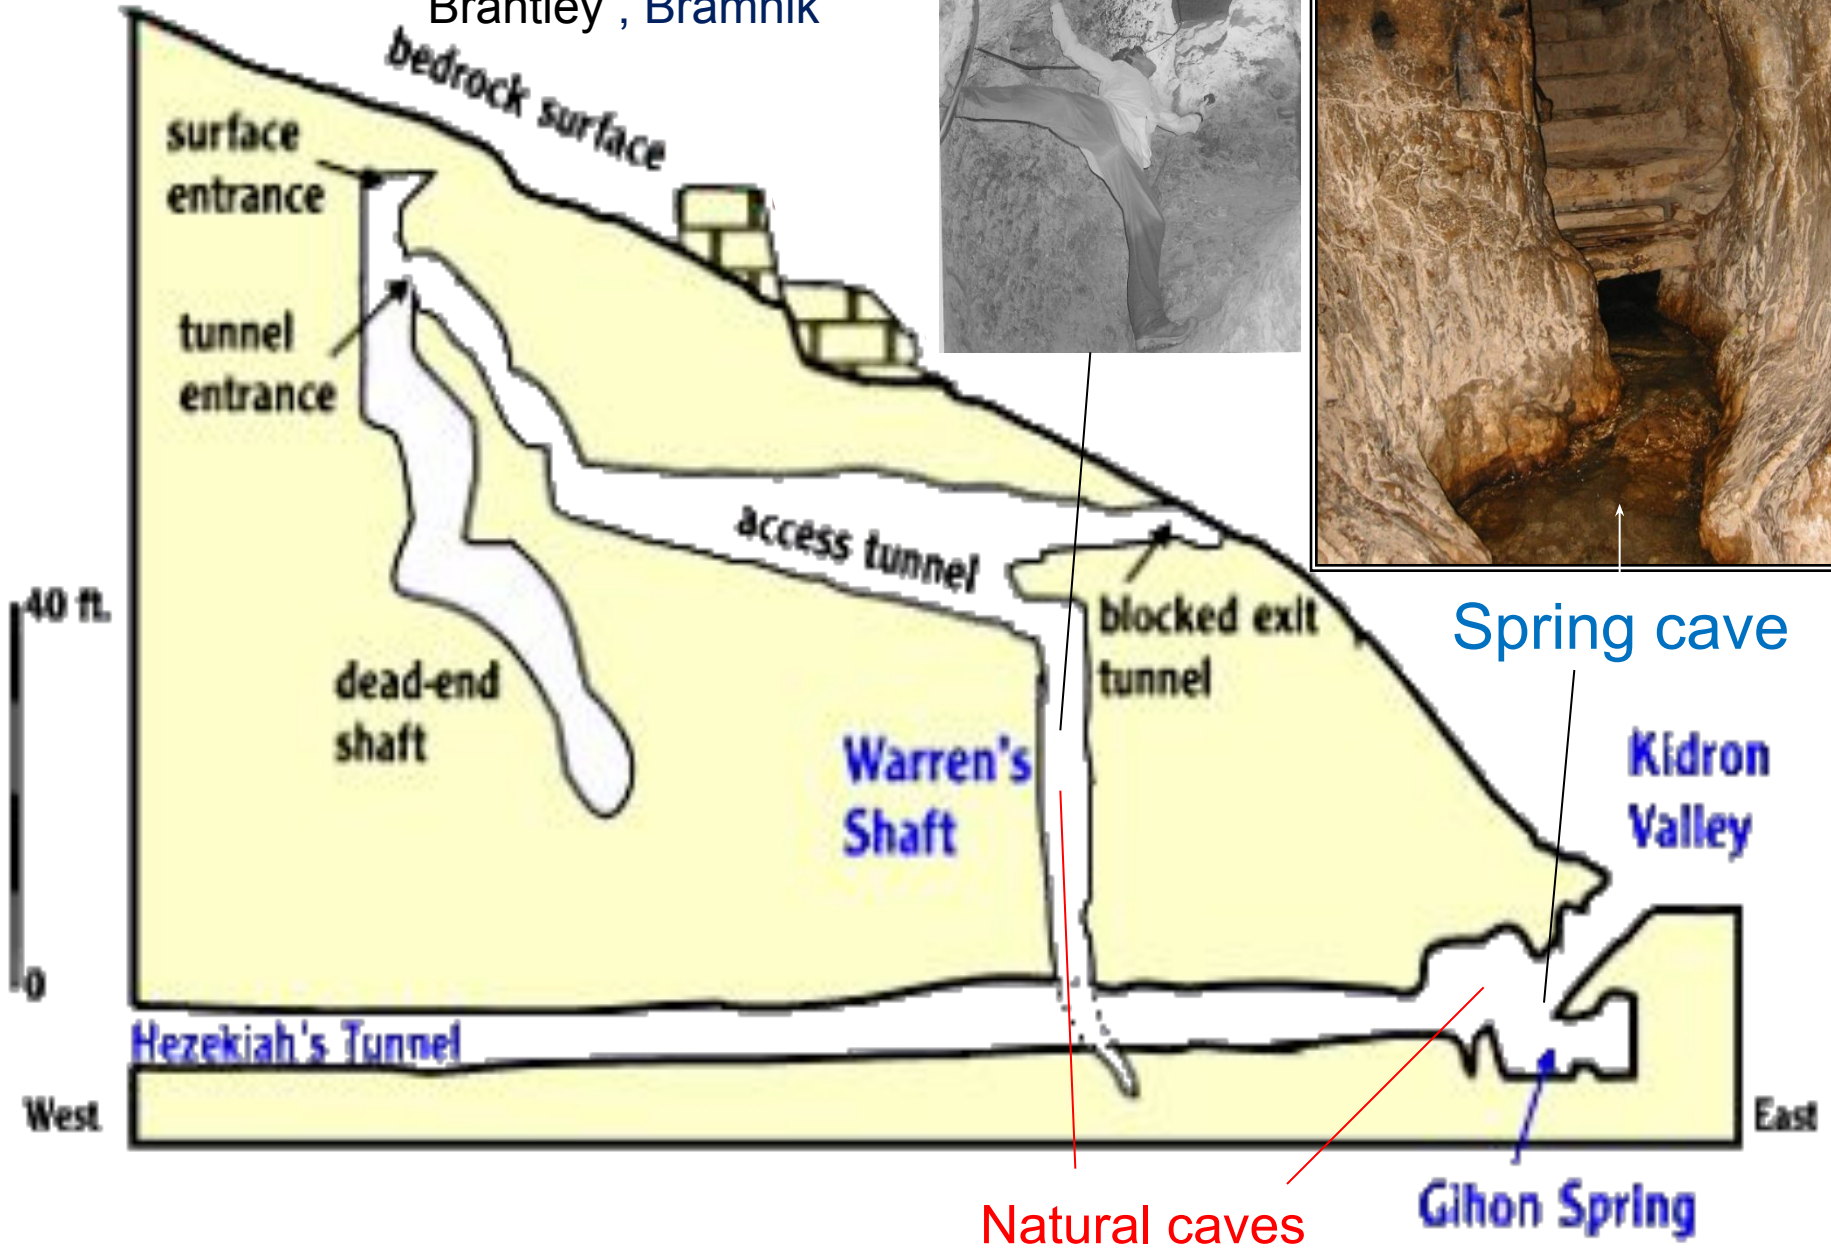 Brantley , Bramnik
bedrock surface
surface
entrance
tunnel
entrance
access tunnel
40 ft.
blocked exit
tunnel
Spring cave
dead-end
shaft
Warren's
Shaft
Kidron
Valley
0
Hezekiah's Tunnel
West
East
Gihon Spring
Natural caves